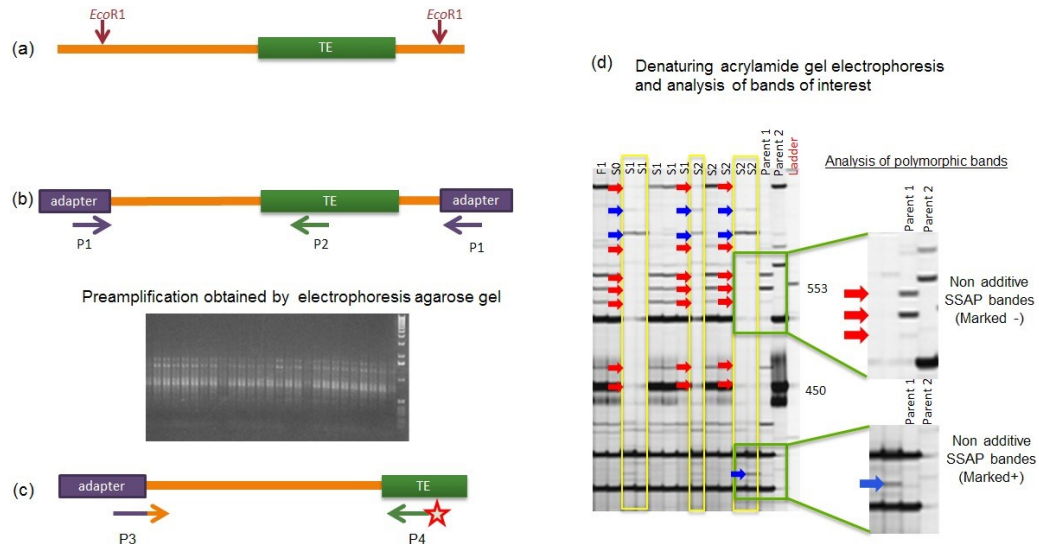 (a)
EcoR1
EcoR1
TE
(b)
adapter
TE
adapter
P1
P2
P1
Preamplification obtained by electrophoresis agarose gel
(c)
adapter
TE
P3
P4
(d)
Denaturing acrylamide gel electrophoresis
and analysis of bands of interest
F1
S0
S1
S1
S1
S1
S1
S2
S2
S2
S2
S2
Parent 1
Parent 2
Ladder
553
450
Analysis of polymorphic bands
Parent 1
Parent 2
Non additive
SSAP bandes
(Marked -)
Parent 1
Parent 2
Non additive
SSAP bandes
(Marked+)